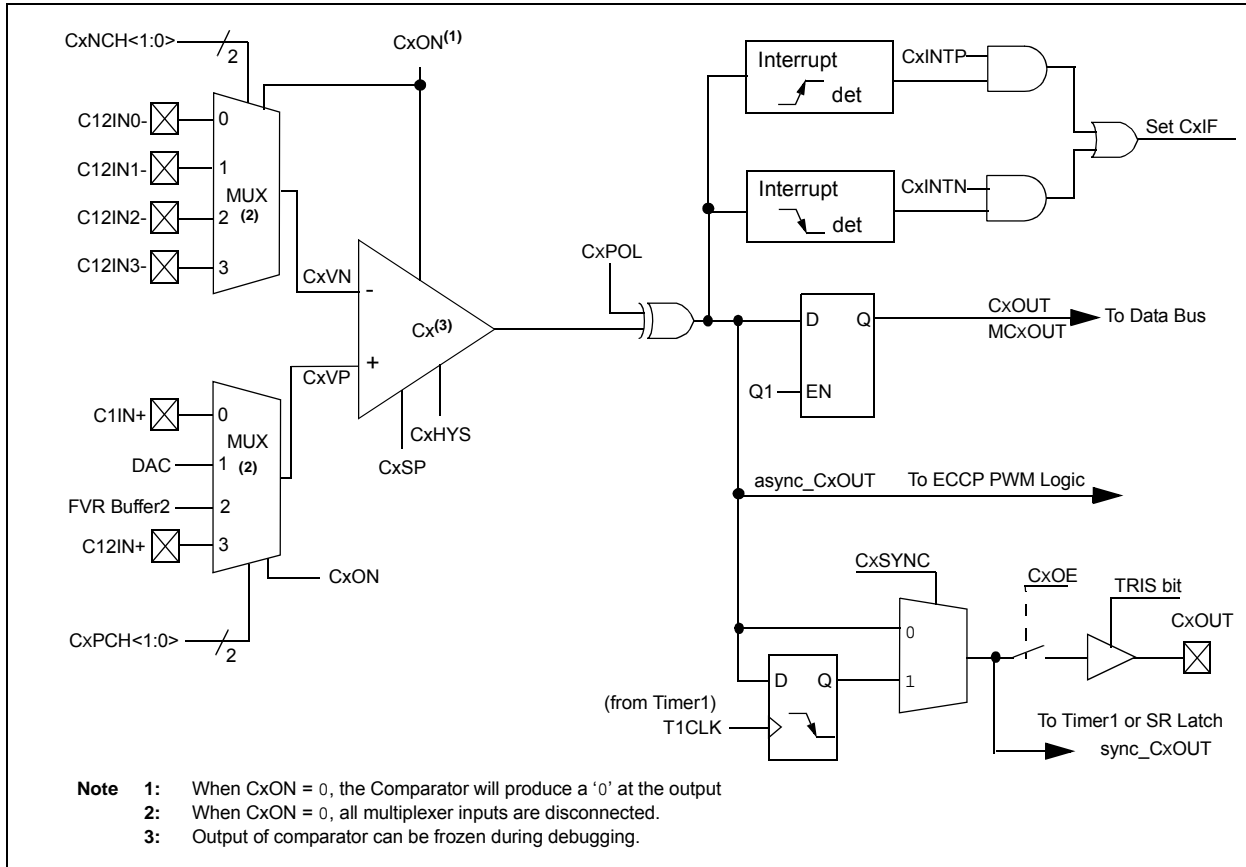 CxNCH<1:0>
2
CxON(1)
C12IN0-
0
C12IN1-
1
MUX
(2)
C12IN2-
2
C12IN3-
3
CxVN
-
Cx(3)
+
CxVP
CxHYS
CxSP
C1IN+
0
MUX
(2)
DAC
1
FVR Buffer2
2
C12IN+
3
CxON
CxPCH<1:0>
2
CxPOL
Interrupt
det
CxINTP
Interrupt
det
CxINTN
Set CxIF
D
Q
Q1
EN
CxOUT
MCxOUT
To Data Bus
async_CxOUT
To ECCP PWM Logic
CxSYNC
0
1
D
Q
(from Timer1)
T1CLK
CxOE
TRIS bit
CxOUT
To Timer1 or SR Latch
sync_CxOUT
Note 1: When CxON = 0, the Comparator will produce a ‘0’ at the output
2: When CxON = 0, all multiplexer inputs are disconnected.
3: Output of comparator can be frozen during debugging.